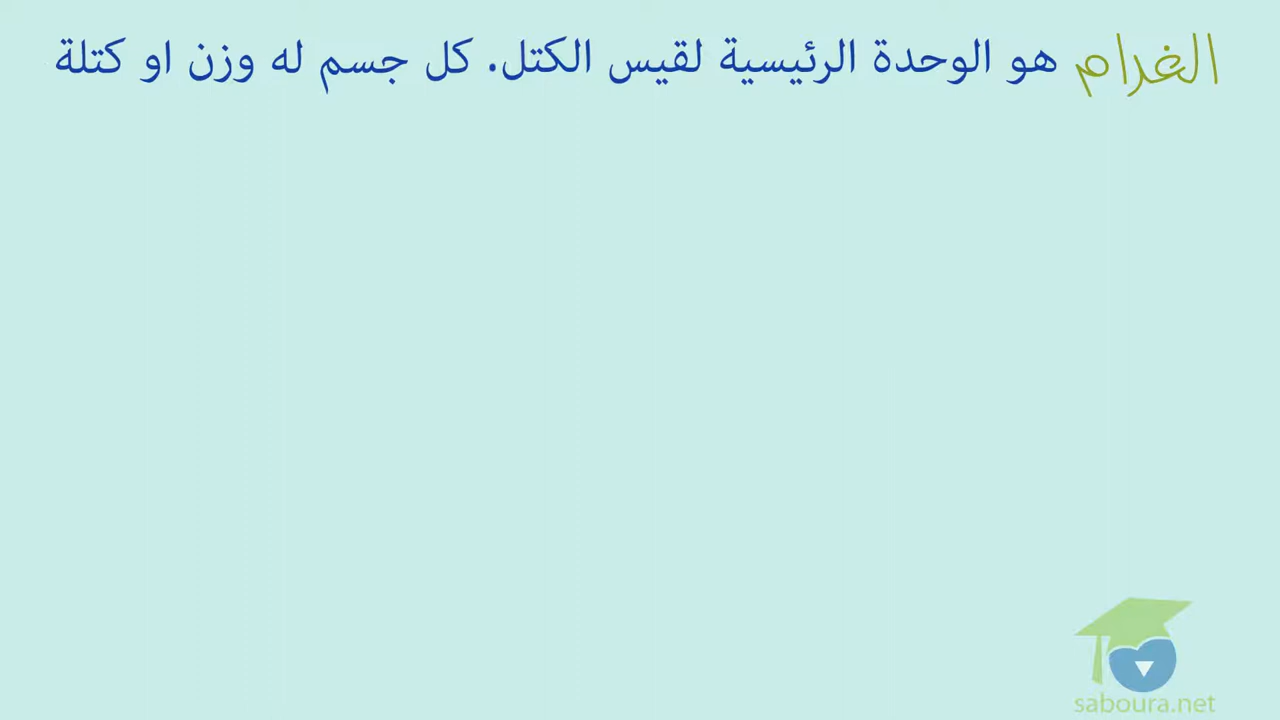 الغرام هو الوحدة الرئيسية لقيس الكتل. كل جسم له وزن او كتلة
saboura.net